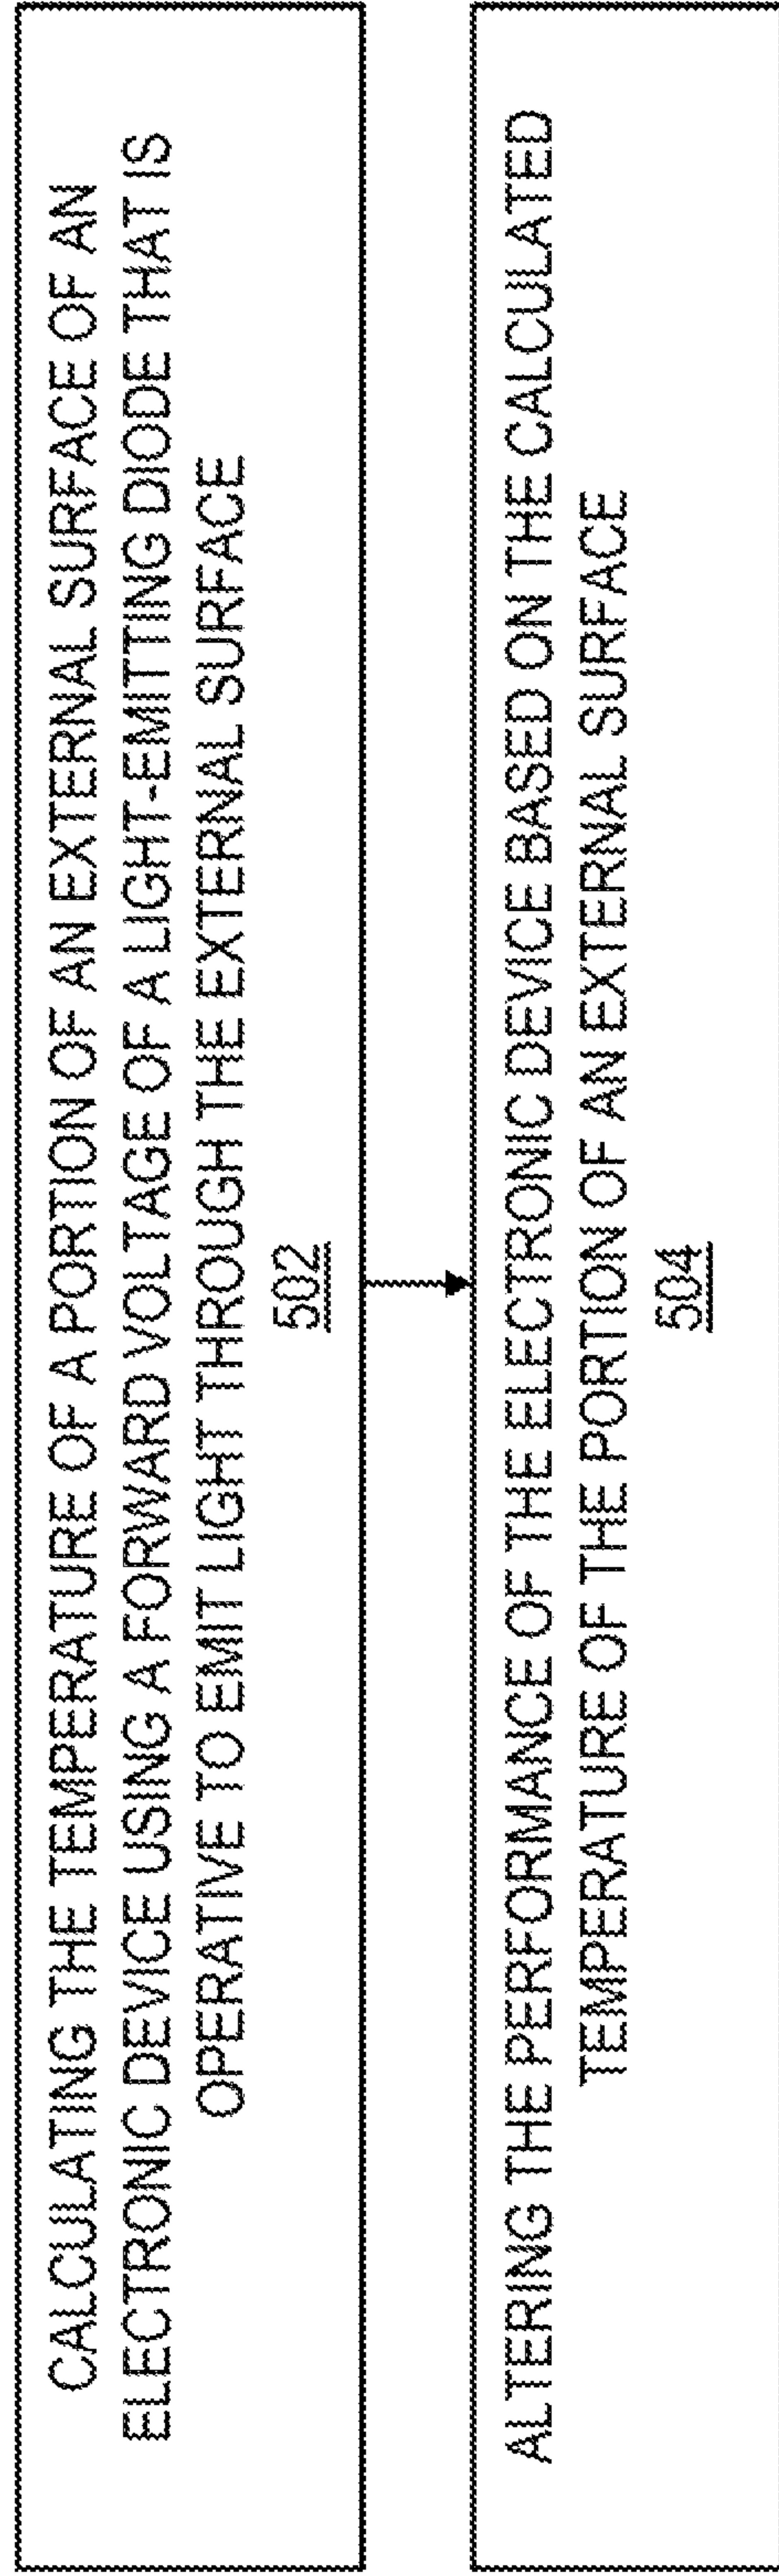 CALCULATING THE TEMPERATURE OF A PORTION OF AN EXTERNAL SURFACE OF AN
ELECTRONIC DEVICE USING A FORWARD VOLTAGE OF A LIGHT-EMITTING DIODE THAT IS
OPERATIVE TO EMIT LIGHT THROUGH THE EXTERNAL SURFACE
502
ALTERING THE PERFORMANCE OF THE ELECTRONIC DEVICE BASED ON THE CALCULATED
TEMPERATURE OF THE PORTION OF AN EXTERNAL SURFACE
504